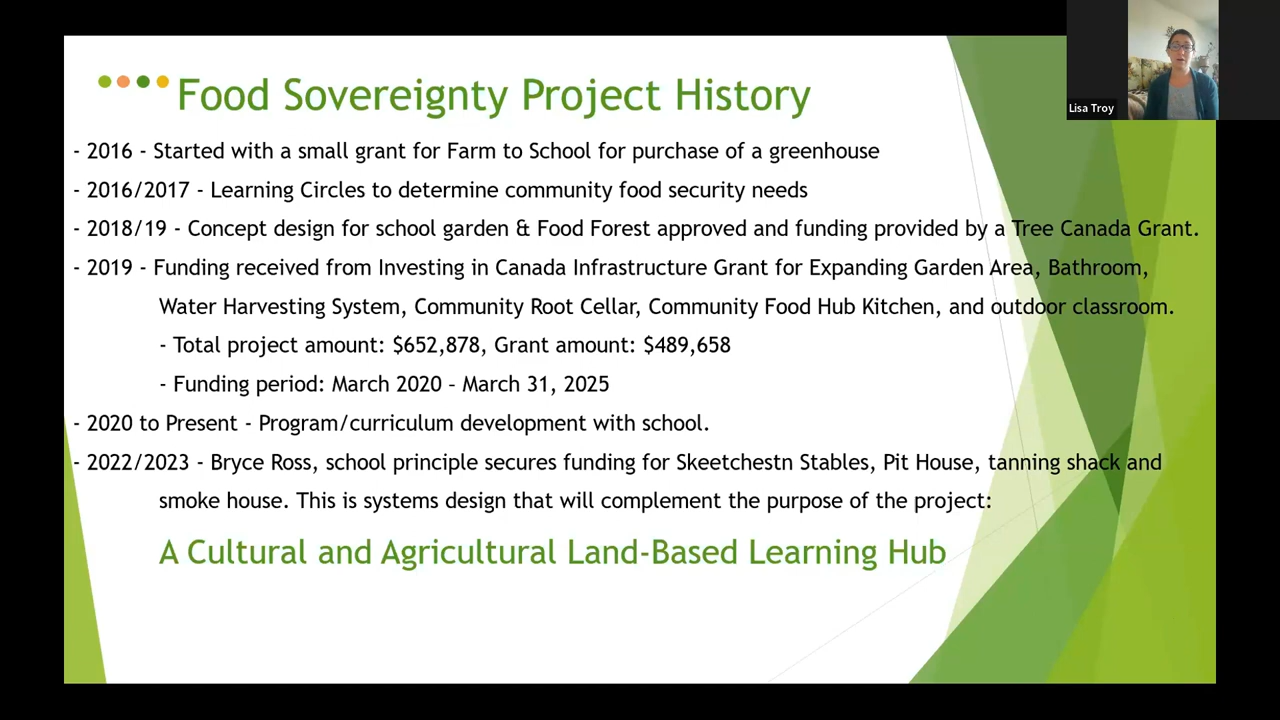 Food Sovereignty Project History
Lisa Troy
- 2016 - Started with a small grant for Farm to School for purchase of a greenhouse
- 2016/2017 - Learning Circles to determine community food security needs
- 2018/19 - Concept design for school garden & Food Forest approved and funding provided by a Tree Canada Grant.
- 2019 - Funding received from Investing in Canada Infrastructure Grant for Expanding Garden Area, Bathroom,
Water Harvesting System, Community Root Cellar, Community Food Hub Kitchen, and outdoor classroom.
- Total project amount: $652,878, Grant amount: $489,658
- Funding period: March 2020 – March 31, 2025
- 2020 to Present - Program/curriculum development with school.
- 2022/2023 - Bryce Ross, school principle secures funding for Skeetchestn Stables, Pit House, tanning shack and
smoke house. This is systems design that will complement the purpose of the project:
A Cultural and Agricultural Land-Based Learning Hub